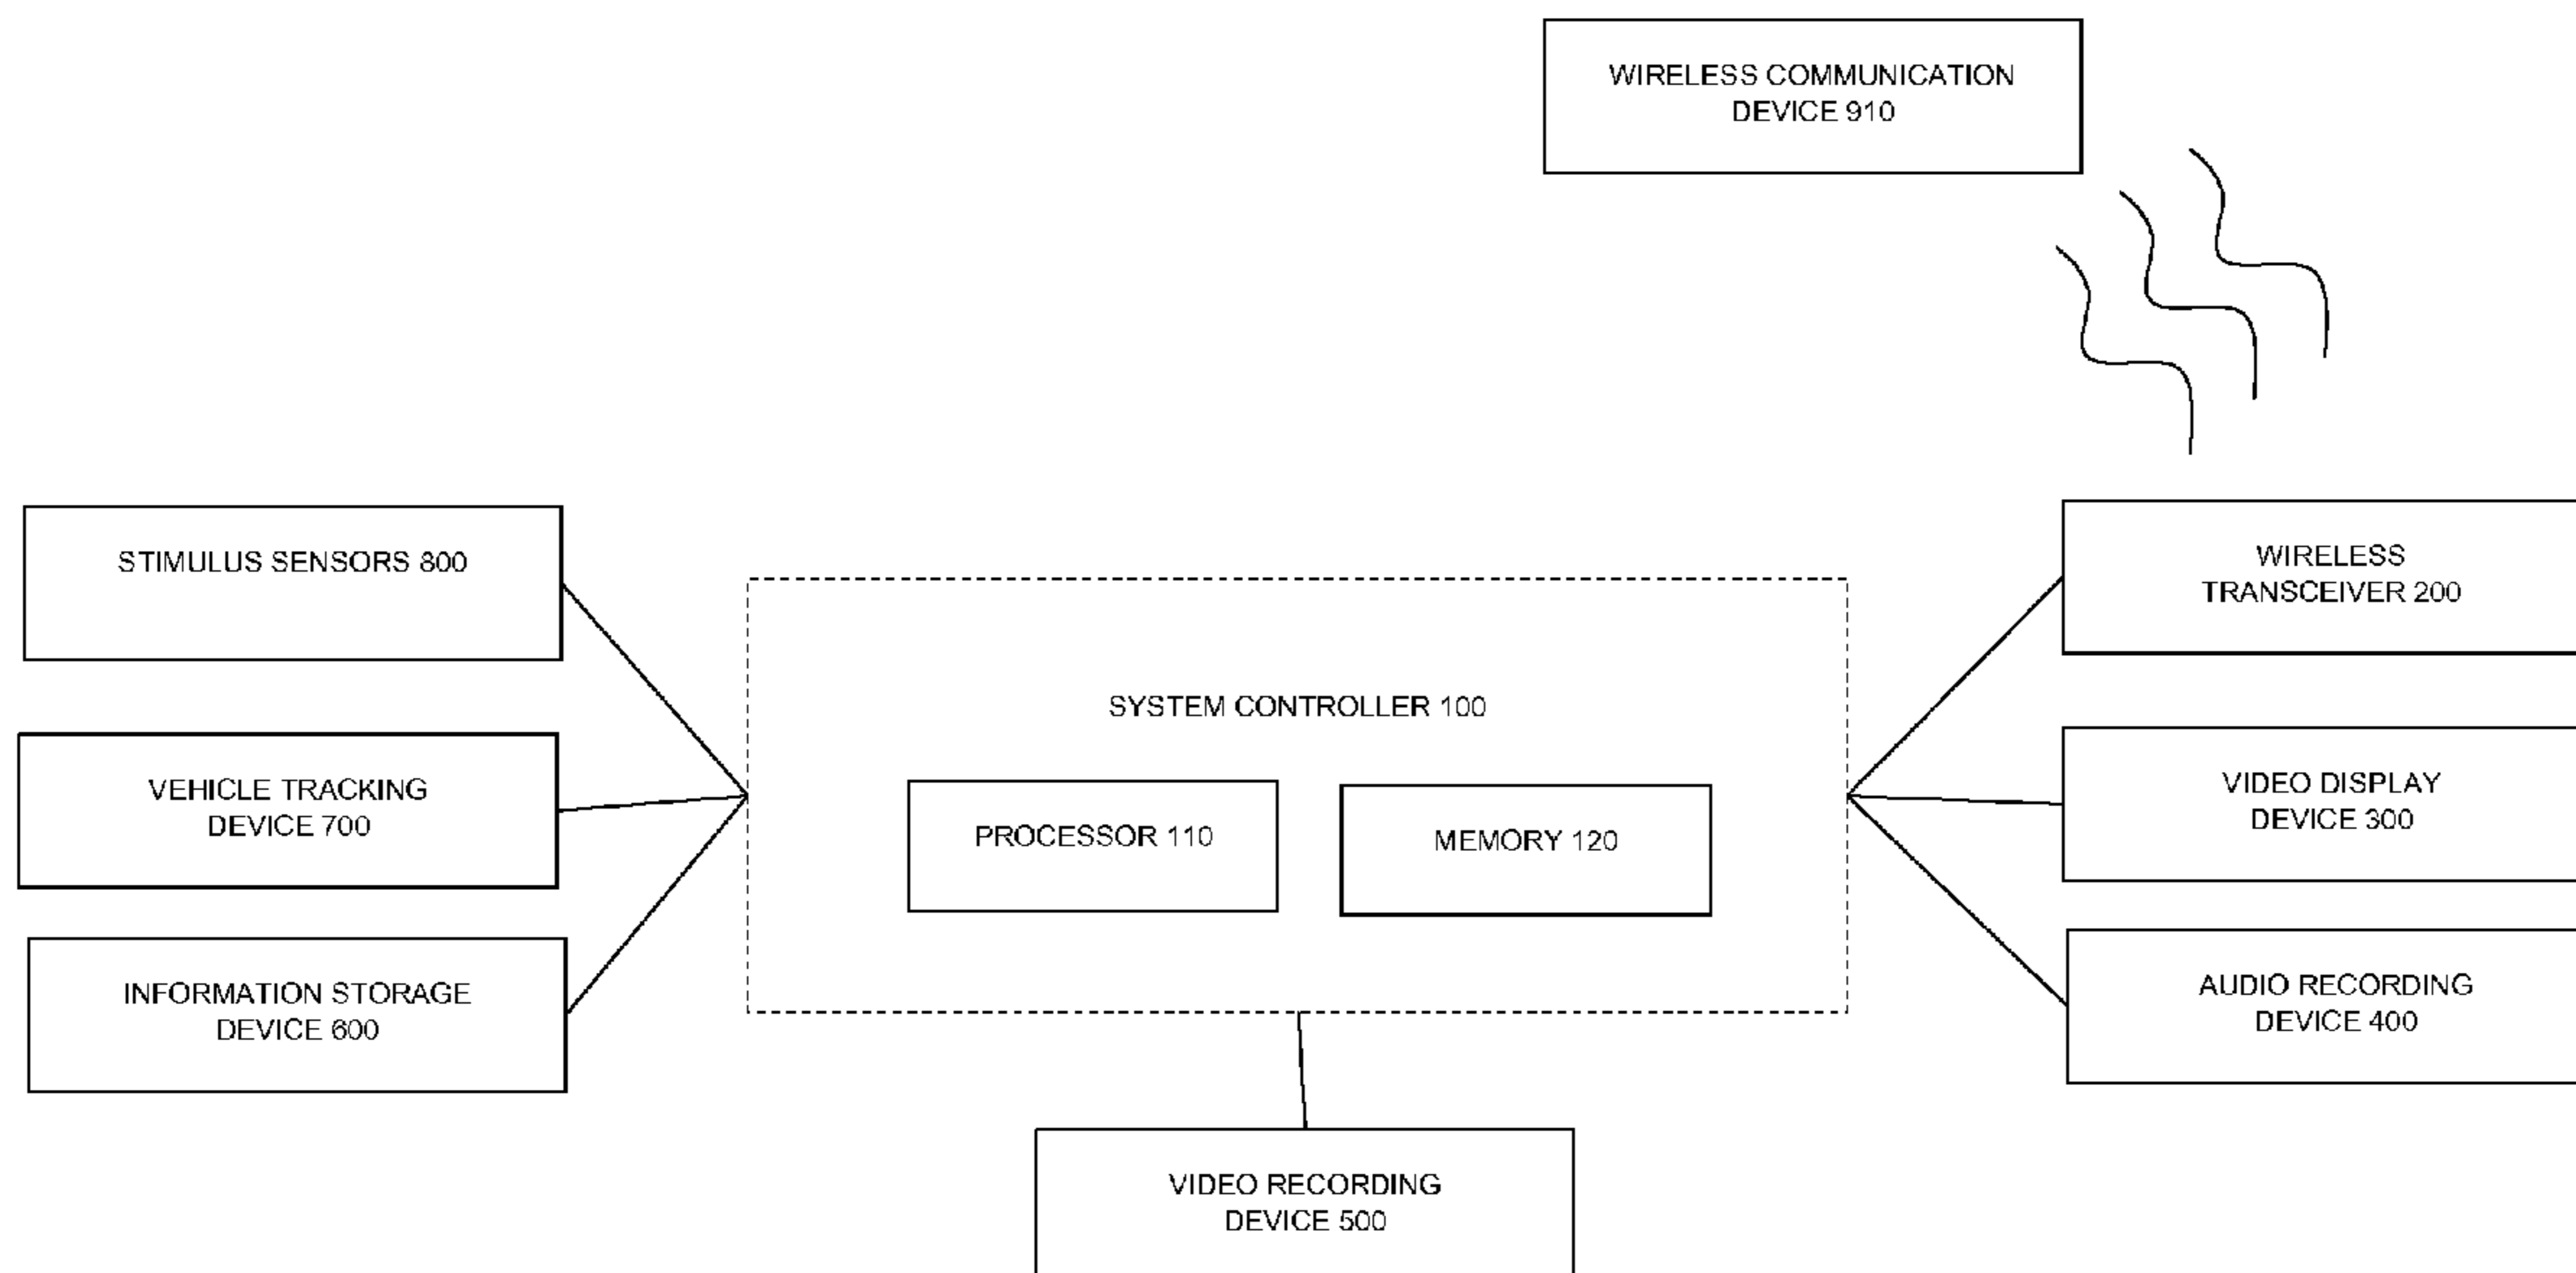 WIRELESS COMMUNICATION
DEVICE 910
STIMULUS SENSORS 800
WIRELESS
TRANSCEIVER 200
SYSTEM CONTROLLER 100
VEHICLE TRACKING
DEVICE 700
PROCESSOR 110
MEMORY 120
VIDEO DISPLAY
DEVICE 300
INFORMATION STORAGE
DEVICE 600
AUDIO RECORDING
DEVICE 400
VIDEO RECORDING
DEVICE 500